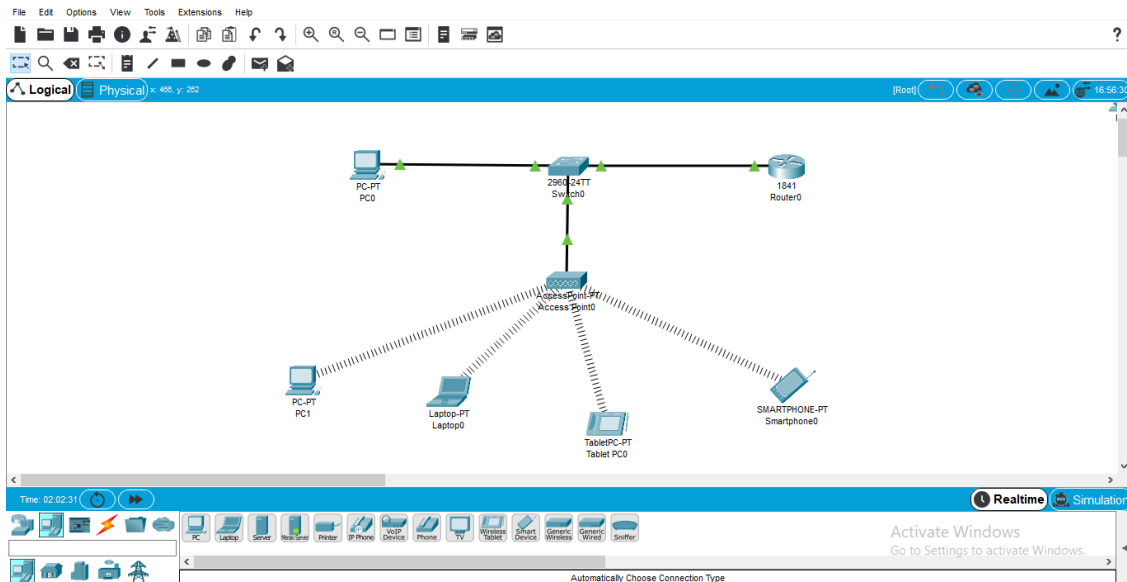 File Edit Options View Tools Extensions Help
?
Logical Physical x: 466, y: 262 [Root] 16:56:30
PC-PT
PC0
2960-24TT
Switch0
1841
Router0
AccessPoint-PT
Access Point0
PC-PT
PC1
Laptop-PT
Laptop0
TabletPC-PT
Tablet PC0
SMARTPHONE-PT
Smartphone0
Time: 02:02:31 Realtime Simulation
PC Laptop Server Meraki Server Printer IP Phone VoIP Device Phone TV Wireless Tablet Smart Device Generic Wireless Generic Wired Sniffer
Activate Windows
Go to Settings to activate Windows.
Automatically Choose Connection Type